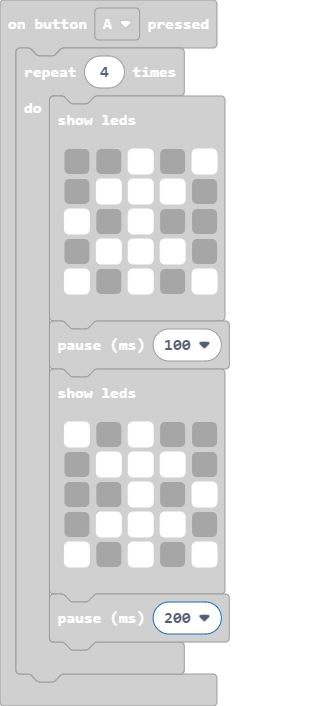 on button A pressed
repeat 4 times
do
show leds
pause (ms) 100
show leds
pause (ms) 200